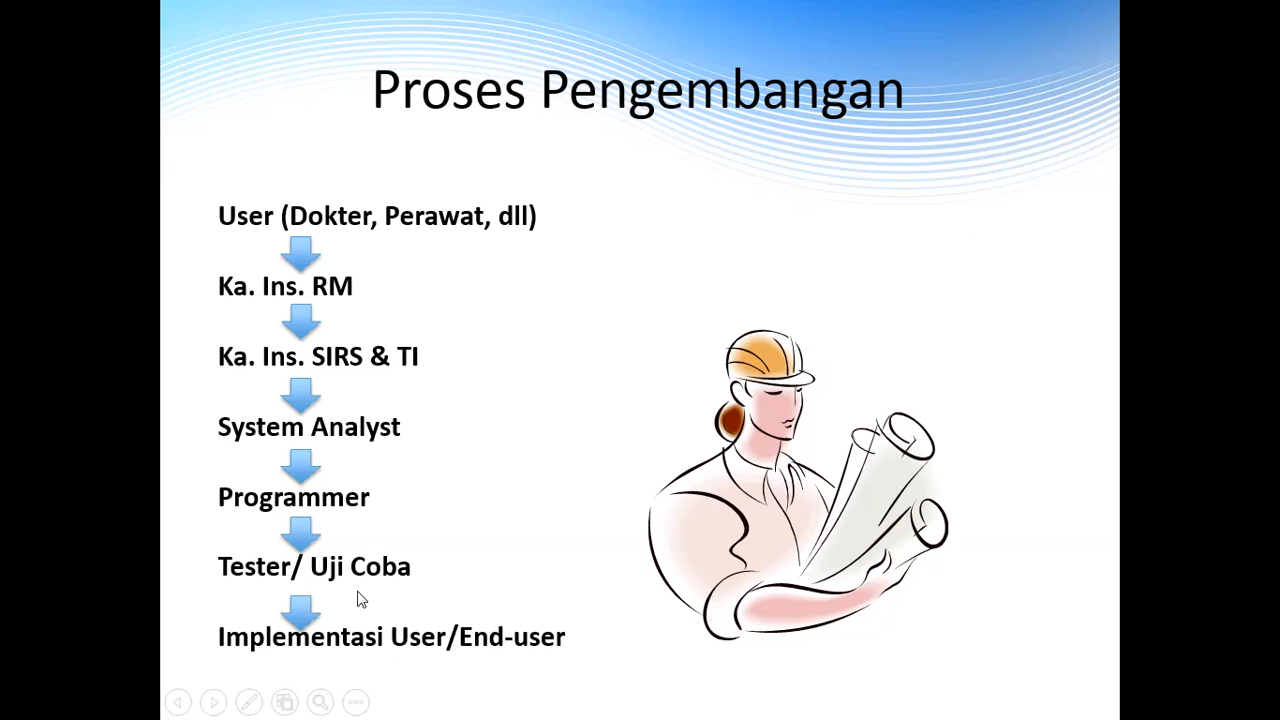 Proses Pengembangan
User (Dokter, Perawat, dll)
Ka. Ins. RM
Ka. Ins. SIRS & TI
System Analyst
Programmer
Tester/ Uji Coba
Implementasi User/End-user